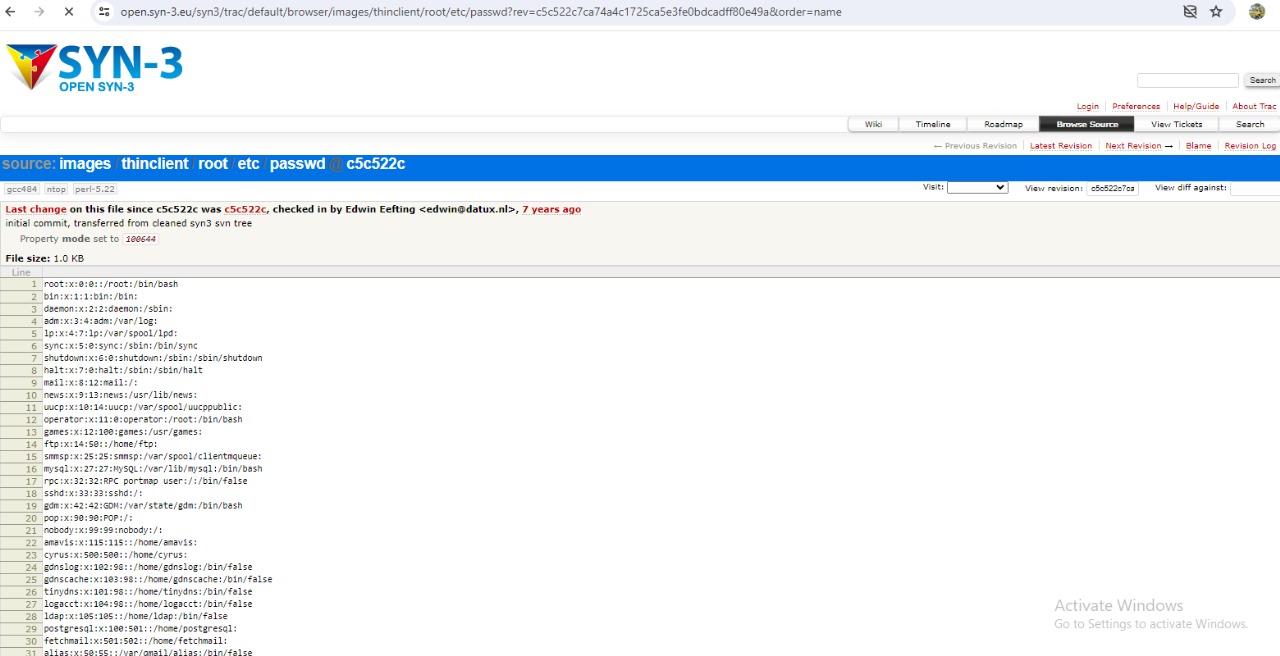 open.syn-3.eu/syn3/trac/default/browser/images/thinclient/root/etc/passwd?rev=c5c522c7ca74a4c1725ca5e3fe0bdcadff80e49a&order=name
SYN-3
OPEN SYN-3
Search
Login Preferences Help/Guide About Trac
Wiki Timeline Roadmap Browse Source View Tickets Search
← Previous Revision Latest Revision Next Revision → Blame Revision Log
source: images / thinclient / root / etc / passwd @ c5c522c
gcc484 ntop perl-5.22
Visit: View revision: c5c522c7ca View diff against:
Last change on this file since c5c522c was c5c522c, checked in by Edwin Eefting <edwin@datux.nl>, 7 years ago
initial commit, transferred from cleaned syn3 svn tree
Property mode set to 100644
File size: 1.0 KB
Line
1 root:x:0:0::/root:/bin/bash
2 bin:x:1:1:bin:/bin:
3 daemon:x:2:2:daemon:/sbin:
4 adm:x:3:4:adm:/var/log:
5 lp:x:4:7:lp:/var/spool/lpd:
6 sync:x:5:0:sync:/sbin:/bin/sync
7 shutdown:x:6:0:shutdown:/sbin:/sbin/shutdown
8 halt:x:7:0:halt:/sbin:/sbin/halt
9 mail:x:8:12:mail:/:
10 news:x:9:13:news:/usr/lib/news:
11 uucp:x:10:14:uucp:/var/spool/uucppublic:
12 operator:x:11:0:operator:/root:/bin/bash
13 games:x:12:100:games:/usr/games:
14 ftp:x:14:50::/home/ftp:
15 smmsp:x:25:25:smmsp:/var/spool/clientmqueue:
16 mysql:x:27:27:MySQL:/var/lib/mysql:/bin/bash
17 rpc:x:32:32:RPC portmap user:/:/bin/false
18 sshd:x:33:33:sshd:/:
19 gdm:x:42:42:GDM:/var/state/gdm:/bin/bash
20 pop:x:90:90:POP:/:
21 nobody:x:99:99:nobody:/:
22 amavis:x:115:115::/home/amavis:
23 cyrus:x:500:500::/home/cyrus:
24 gdnslog:x:102:98::/home/gdnslog:/bin/false
25 gdnscache:x:103:98::/home/gdnscache:/bin/false
26 tinydns:x:101:98::/home/tinydns:/bin/false
27 logacct:x:104:98::/home/logacct:/bin/false
28 ldap:x:105:105::/home/ldap:/bin/false
29 postgresql:x:100:501::/home/postgresql:
30 fetchmail:x:501:502::/home/fetchmail:
31 alias:x:50:55::/var/qmail/alias:/bin/false
Activate Windows
Go to Settings to activate Windows.